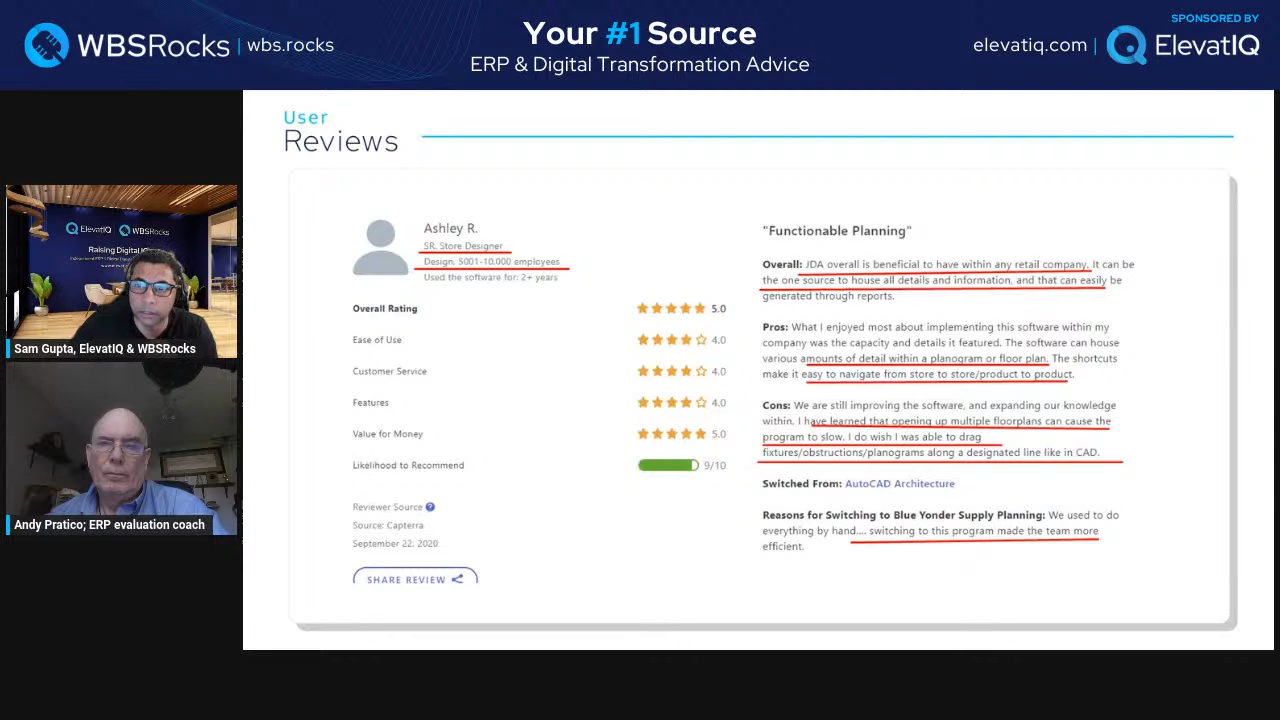 WBSRocks | wbs.rocks
Your #1 Source
ERP & Digital Transformation Advice
SPONSORED BY
elevatiq.com | ElevatIQ
User
Reviews
Ashley R.
SR. Store Designer
Design, 5001-10,000 employees
Used the software for: 2+ years
Overall Rating 5.0
Ease of Use 4.0
Customer Service 4.0
Features 4.0
Value for Money 5.0
Likelihood to Recommend 9/10
Reviewer Source ?
Source: Capterra
September 22, 2020
SHARE REVIEW
"Functionable Planning"
Overall: JDA overall is beneficial to have within any retail company. It can be
the one source to house all details and information, and that can easily be
generated through reports.
Pros: What I enjoyed most about implementing this software within my
company was the capacity and details it featured. The software can house
various amounts of detail within a planogram or floor plan. The shortcuts
make it easy to navigate from store to store/product to product.
Cons: We are still improving the software, and expanding our knowledge
within. I have learned that opening up multiple floorplans can cause the
program to slow. I do wish I was able to drag
fixtures/obstructions/planograms along a designated line like in CAD.
Switched From: AutoCAD Architecture
Reasons for Switching to Blue Yonder Supply Planning: We used to do
everything by hand.... switching to this program made the team more
efficient.
ElevatIQ WBSRocks
Raising Digital
Sam Gupta, ElevatIQ & WBSRocks
Andy Pratico; ERP evaluation coach